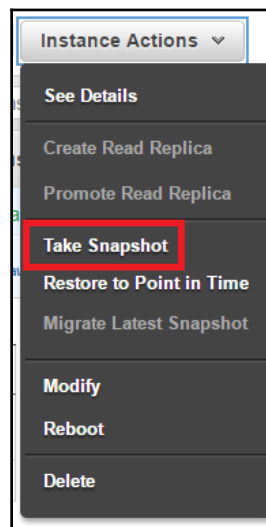 Instance Actions
See Details
Create Read Replica
Promote Read Replica
Take Snapshot
Restore to Point in Time
Migrate Latest Snapshot
Modify
Reboot
Delete